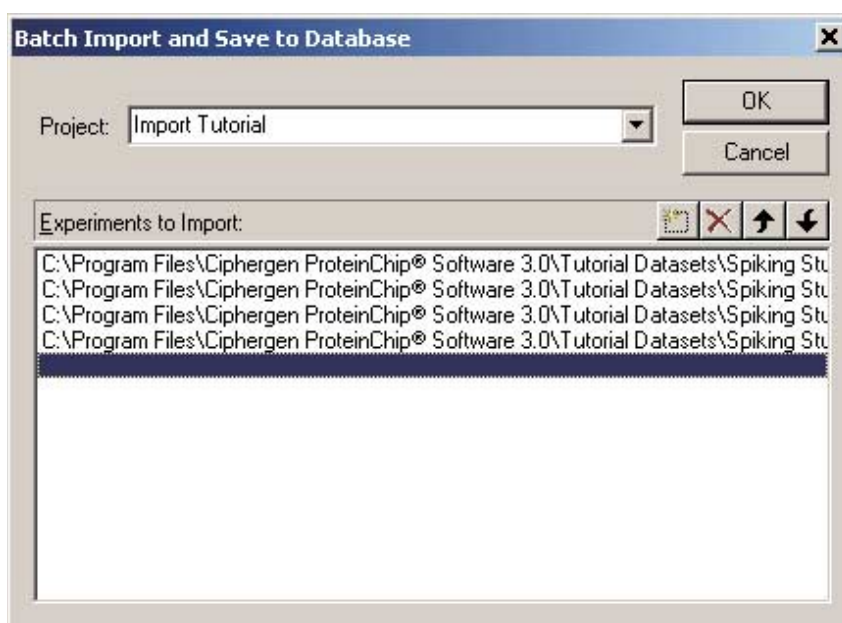 Batch Import and Save to Database
Project: Import Tutorial
OK
Cancel
Experiments to Import:
C:\Program Files\Ciphergen ProteinChip® Software 3.0\Tutorial Datasets\Spiking Stu
C:\Program Files\Ciphergen ProteinChip® Software 3.0\Tutorial Datasets\Spiking Stu
C:\Program Files\Ciphergen ProteinChip® Software 3.0\Tutorial Datasets\Spiking Stu
C:\Program Files\Ciphergen ProteinChip® Software 3.0\Tutorial Datasets\Spiking Stu